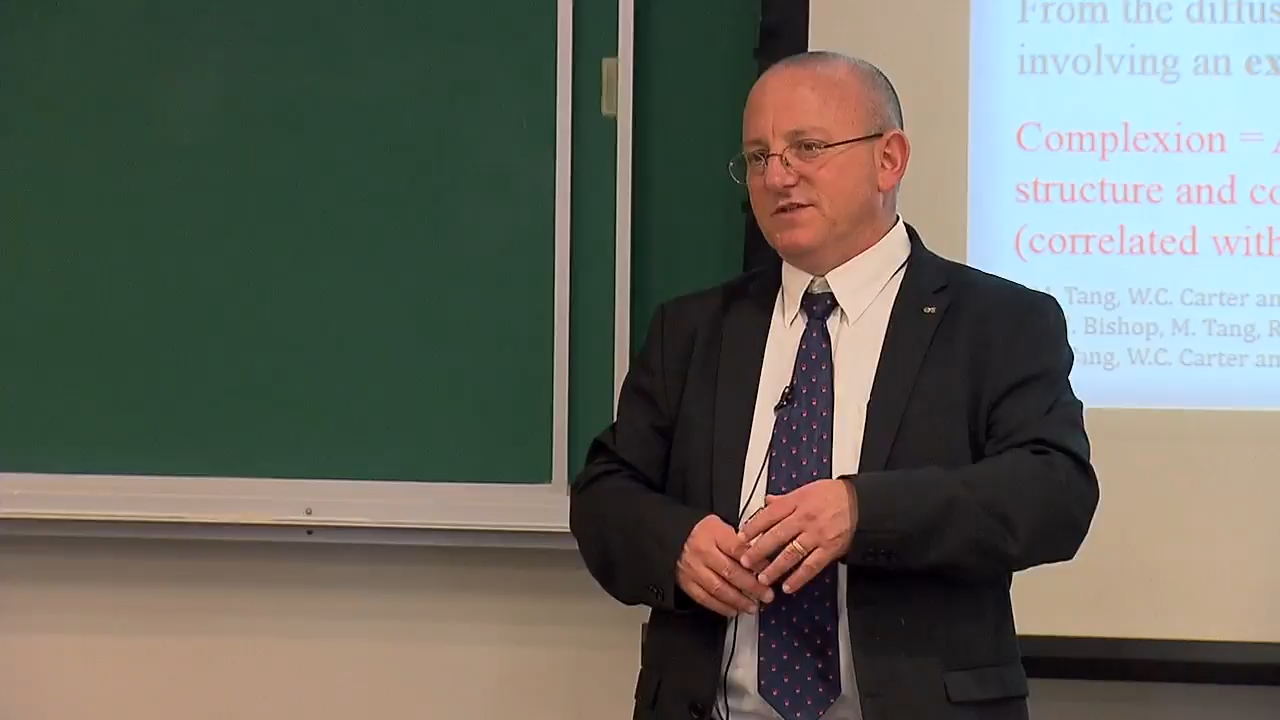 From the diffus
involving an ex
Complexion =
structure and co
(correlated with
Tang, W.C. Carter an
. Bishop, M. Tang, R
Tang, W.C. Carter an